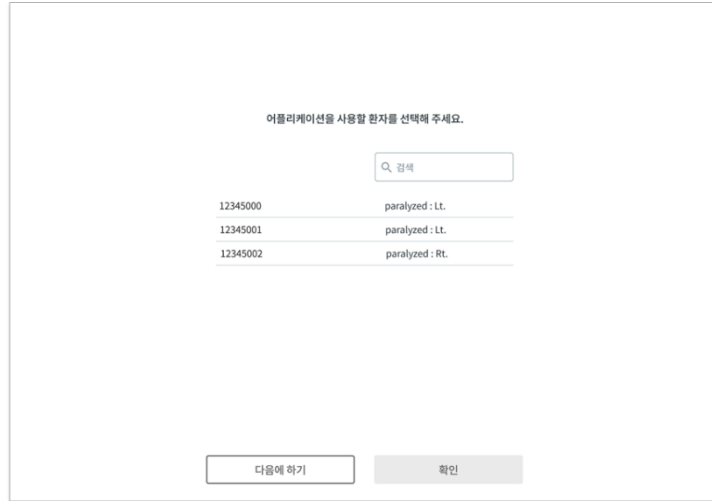 어플리케이션을 사용할 환자를 선택해 주세요.
검색
12345000 paralyzed : Lt.
12345001 paralyzed : Lt.
12345002 paralyzed : Rt.
다음에 하기 확인